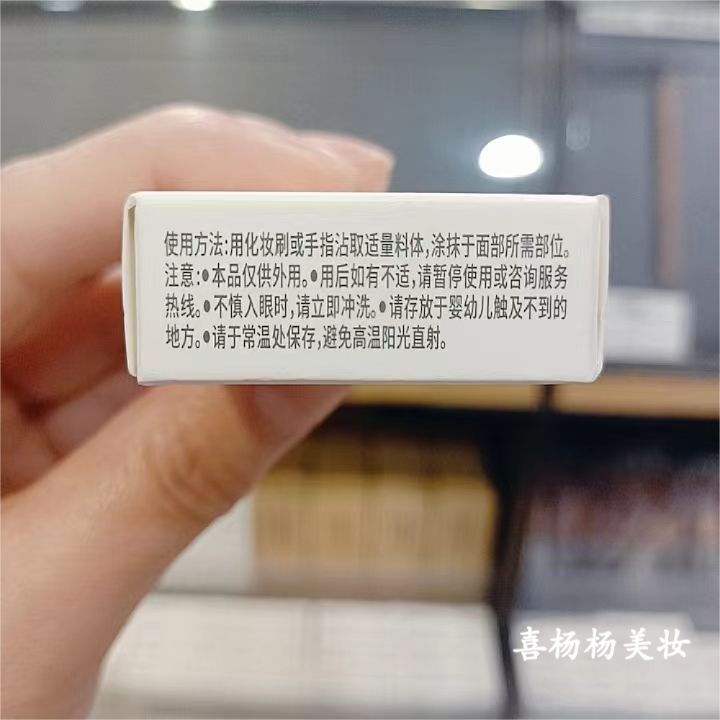 使用方法:用化妆刷或手指沾取适量料体,涂抹于面部所需部位。
注意:●本品仅供外用。●用后如有不适,请暂停使用或咨询服务
热线。●不慎入眼时,请立即冲洗。●请存放于婴幼儿触及不到的
地方。●请于常温处保存,避免高温阳光直射。
喜杨杨美妆